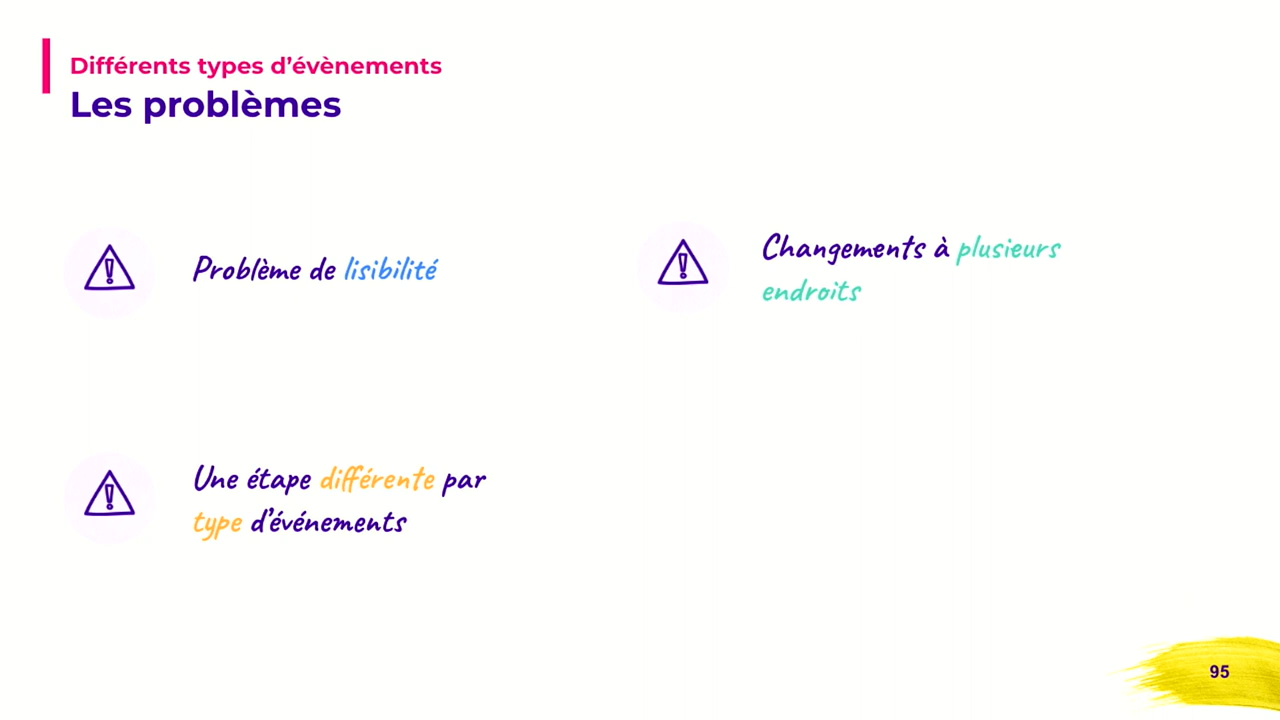 Différents types d’évènements
Les problèmes
Problème de lisibilité
Changements à plusieurs
endroits
Une étape différente par
type d’événements
95